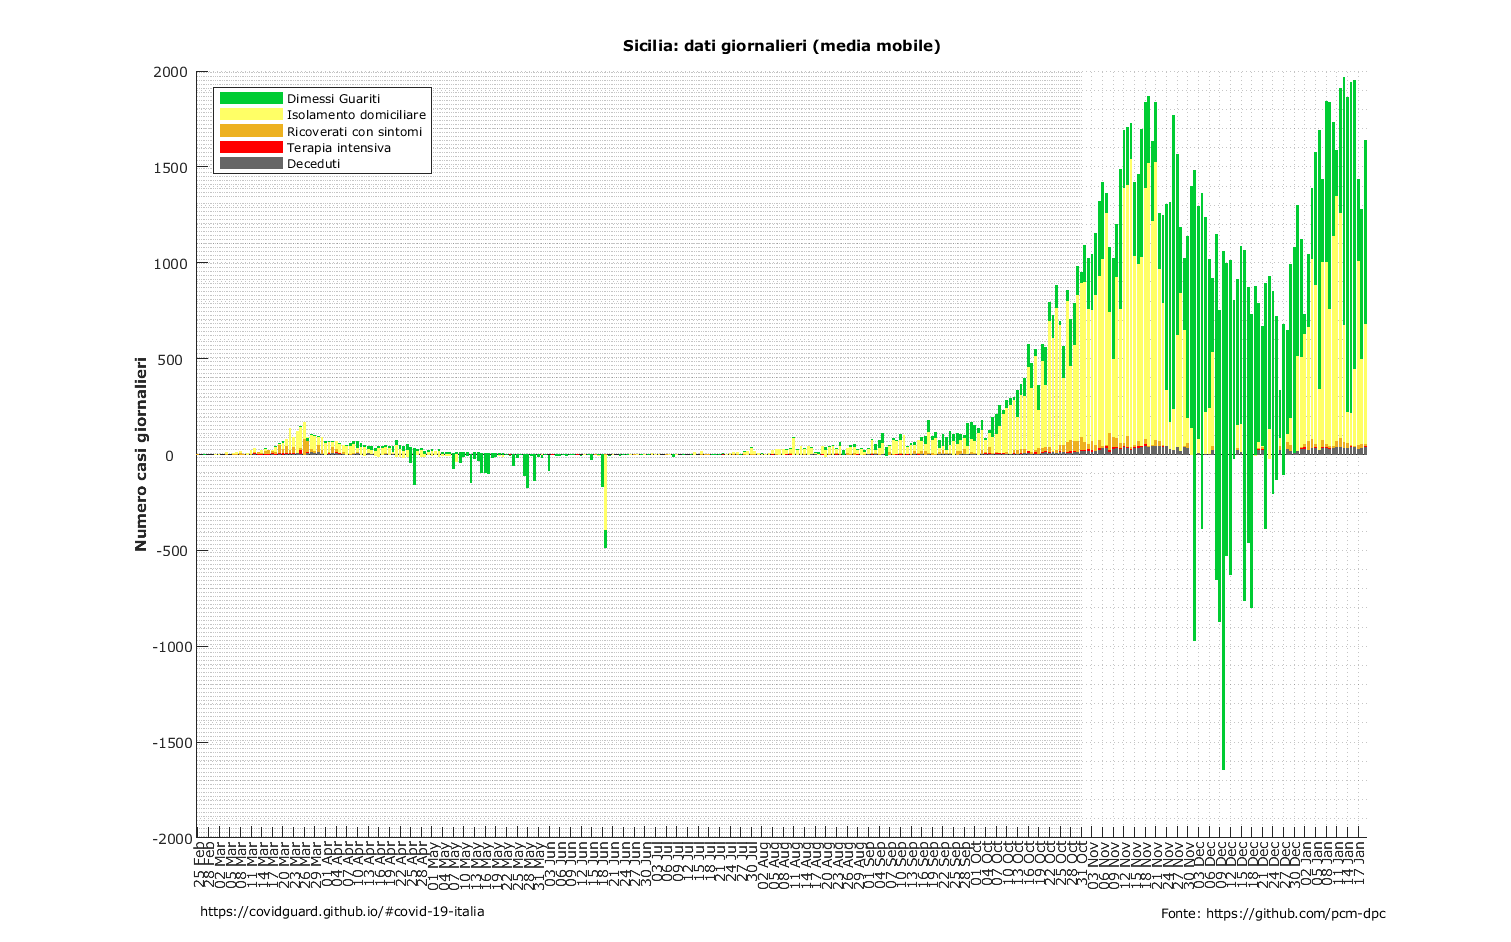 Sicilia: dati giornalieri (media mobile)
Dimessi Guariti
Isolamento domiciliare
Ricoverati con sintomi
Terapia intensiva
Deceduti
Numero casi giornalieri
2000
1500
1000
500
0
-500
-1000
-1500
-2000
25 Feb
28 Feb
02 Mar
05 Mar
08 Mar
11 Mar
14 Mar
17 Mar
20 Mar
23 Mar
26 Mar
29 Mar
01 Apr
04 Apr
07 Apr
10 Apr
13 Apr
16 Apr
19 Apr
22 Apr
25 Apr
28 Apr
01 May
04 May
07 May
10 May
13 May
16 May
19 May
22 May
25 May
28 May
31 May
03 Jun
06 Jun
09 Jun
12 Jun
15 Jun
18 Jun
21 Jun
24 Jun
27 Jun
30 Jun
03 Jul
06 Jul
09 Jul
12 Jul
15 Jul
18 Jul
21 Jul
24 Jul
27 Jul
30 Jul
02 Aug
05 Aug
08 Aug
11 Aug
14 Aug
17 Aug
20 Aug
23 Aug
26 Aug
29 Aug
01 Sep
04 Sep
07 Sep
10 Sep
13 Sep
16 Sep
19 Sep
22 Sep
25 Sep
28 Sep
01 Oct
04 Oct
07 Oct
10 Oct
13 Oct
16 Oct
19 Oct
22 Oct
25 Oct
28 Oct
31 Oct
03 Nov
06 Nov
09 Nov
12 Nov
15 Nov
18 Nov
21 Nov
24 Nov
27 Nov
30 Nov
03 Dec
06 Dec
09 Dec
12 Dec
15 Dec
18 Dec
21 Dec
24 Dec
27 Dec
30 Dec
02 Jan
05 Jan
08 Jan
11 Jan
14 Jan
17 Jan
https://covidguard.github.io/#covid-19-italia
Fonte: https://github.com/pcm-dpc